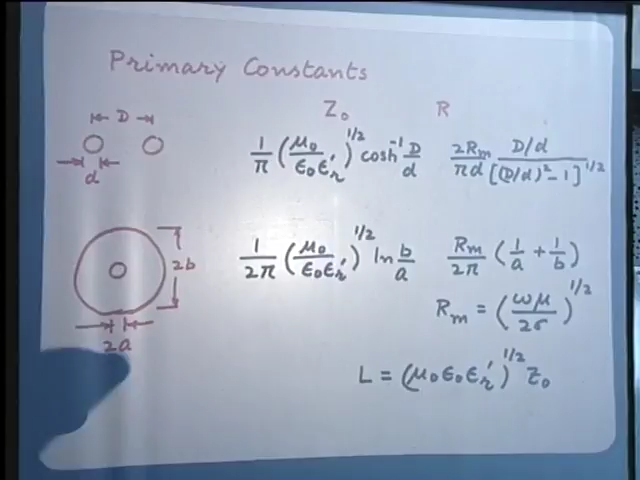 Primary Constants
Z₀ R
D
d
1/π (μ₀/ϵ₀ϵ'ᵣ)^1/2 cosh⁻¹ D/d
2Rₘ/πd D/d/[(D/d)² - 1]^1/2
2b
2a
1/2π (μ₀/ϵ₀ϵ'ᵣ)^1/2 ln b/a
Rₘ/2π (1/a + 1/b)
Rₘ = (ωμ/2σ)^1/2
L = (μ₀ϵ₀ϵ'ᵣ)^1/2 Z₀